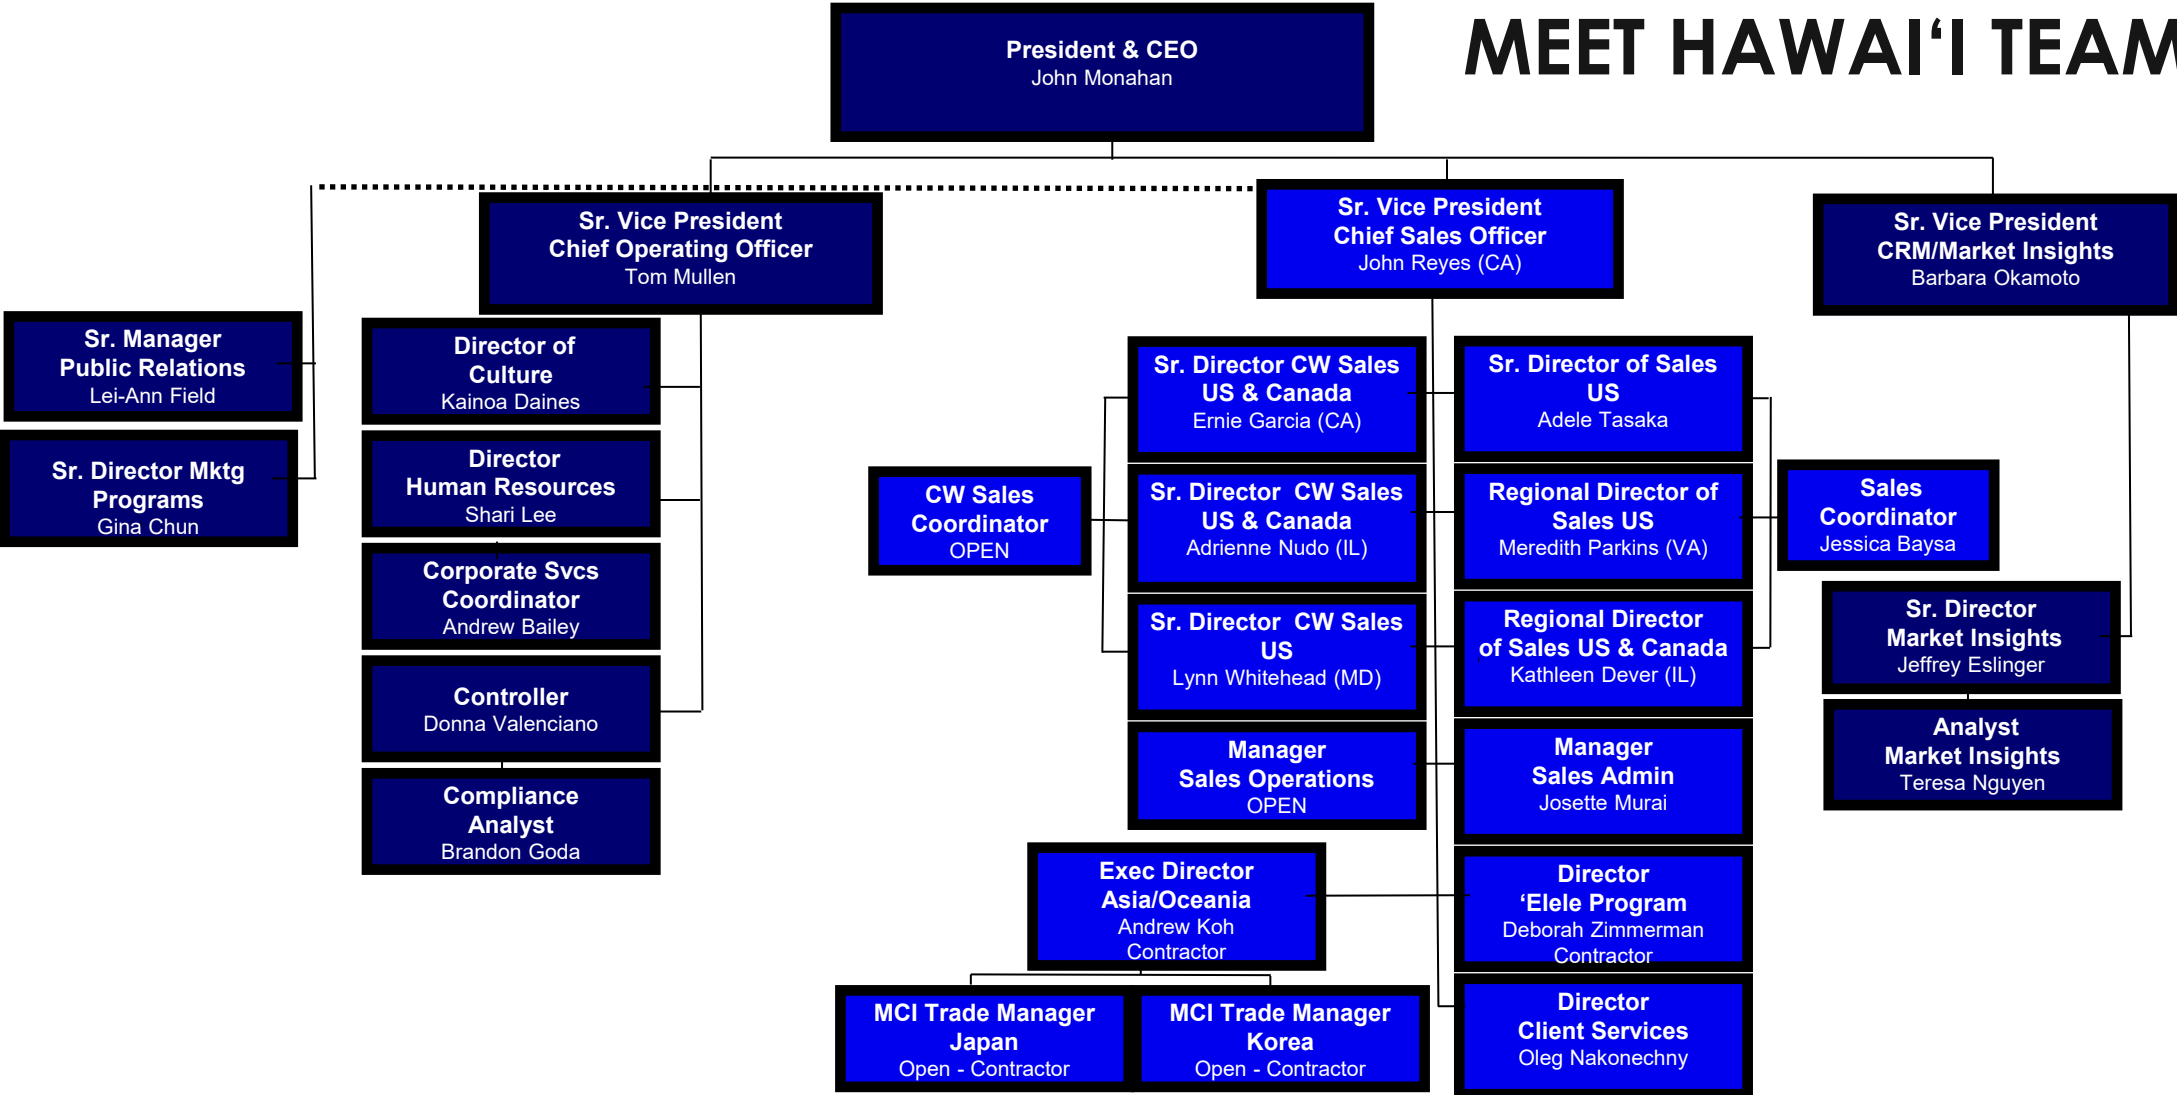 MEET HAWAIʻI TEAM
President & CEO
John Monahan
Sr. Vice President
Chief Operating Officer
Tom Mullen
Sr. Vice President
Chief Sales Officer
John Reyes (CA)
Sr. Vice President
CRM/Market Insights
Barbara Okamoto
Sr. Manager
Public Relations
Lei-Ann Field
Sr. Director Mktg
Programs
Gina Chun
Director of
Culture
Kainoa Daines
Director
Human Resources
Shari Lee
Corporate Svcs
Coordinator
Andrew Bailey
Controller
Donna Valenciano
Compliance
Analyst
Brandon Goda
CW Sales
Coordinator
OPEN
Sr. Director CW Sales
US & Canada
Ernie Garcia (CA)
Sr. Director CW Sales
US & Canada
Adrienne Nudo (IL)
Sr. Director CW Sales
US
Lynn Whitehead (MD)
Manager
Sales Operations
OPEN
Sr. Director of Sales
US
Adele Tasaka
Regional Director of
Sales US
Meredith Parkins (VA)
Regional Director
of Sales US & Canada
Kathleen Dever (IL)
Manager
Sales Admin
Josette Murai
Sales
Coordinator
Jessica Baysa
Sr. Director
Market Insights
Jeffrey Eslinger
Analyst
Market Insights
Teresa Nguyen
Exec Director
Asia/Oceania
Andrew Koh
Contractor
Director
‘Elele Program
Deborah Zimmerman
Contractor
MCI Trade Manager
Japan
Open - Contractor
MCI Trade Manager
Korea
Open - Contractor
Director
Client Services
Oleg Nakonechny